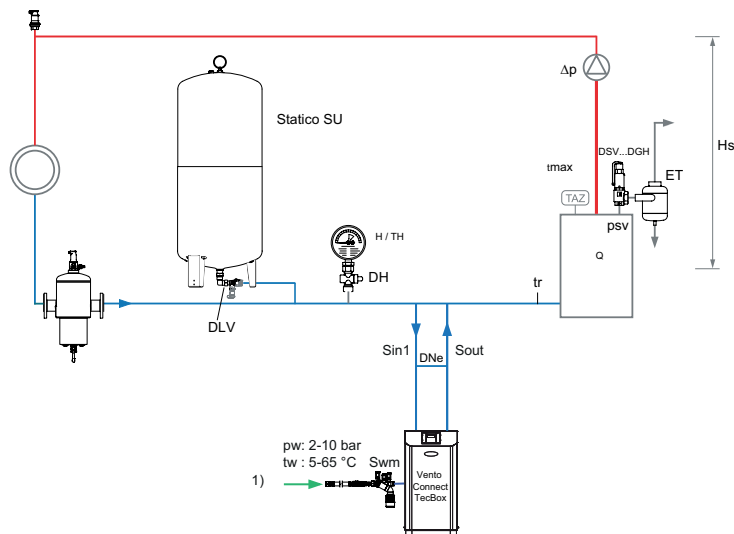 Δp
Statico SU
Hs
DSV...DGH
tmax
ET
TAZ
psv
H / TH
Q
DH
tr
DLV
Sin1
Sout
DNe
pw: 2-10 bar
tw : 5-65 °C
Swm
1)
Vento
Connect
TecBox